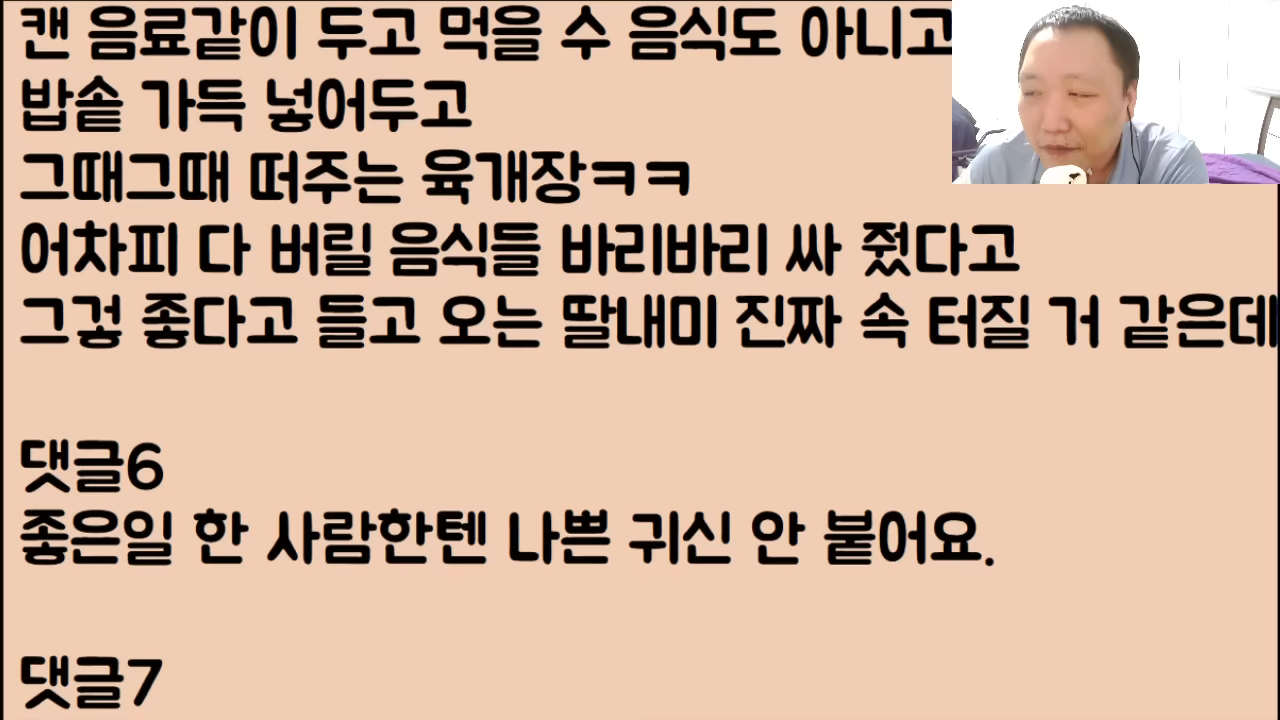 캔 음료같이 두고 먹을 수 음식도 아니고
밥솥 가득 넣어두고
그때그때 떠주는 육개장ㅋㅋ
어차피 다 버릴 음식들 바리바리 싸 줬다고
그겋 좋다고 들고 오는 딸내미 진짜 속 터질 거 같은데
댓글6
좋은일 한 사람한텐 나쁜 귀신 안 붙어요.
댓글7